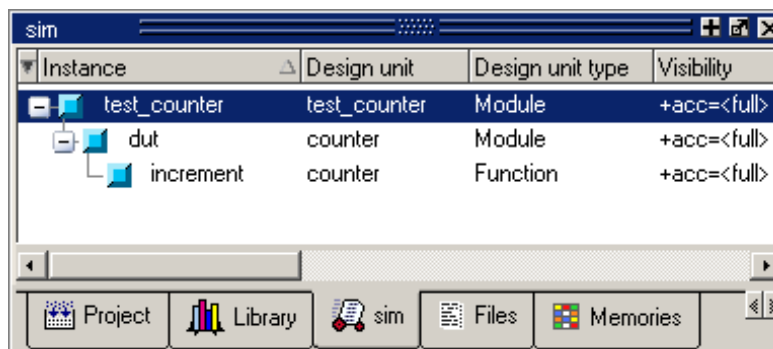 sim
Instance Design unit Design unit type Visibility
test_counter test_counter Module +acc=<full>
dut counter Module +acc=<full>
increment counter Function +acc=<full>
Project Library sim Files Memories